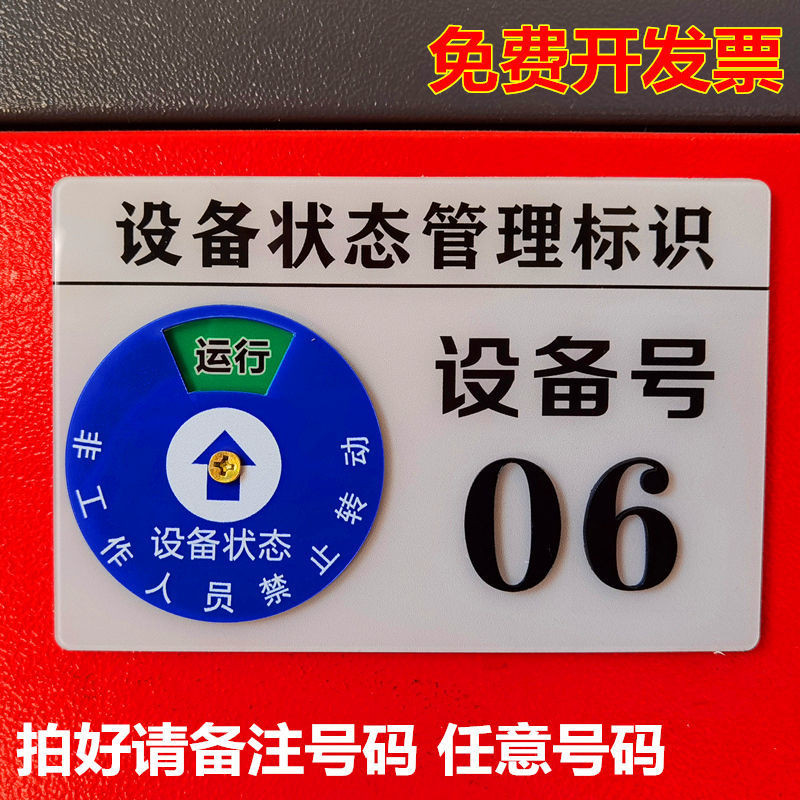 免费开发票
设备状态管理标识
运行
设备状态
非工作人员禁止转动
设备号
06
拍好请备注号码 任意号码